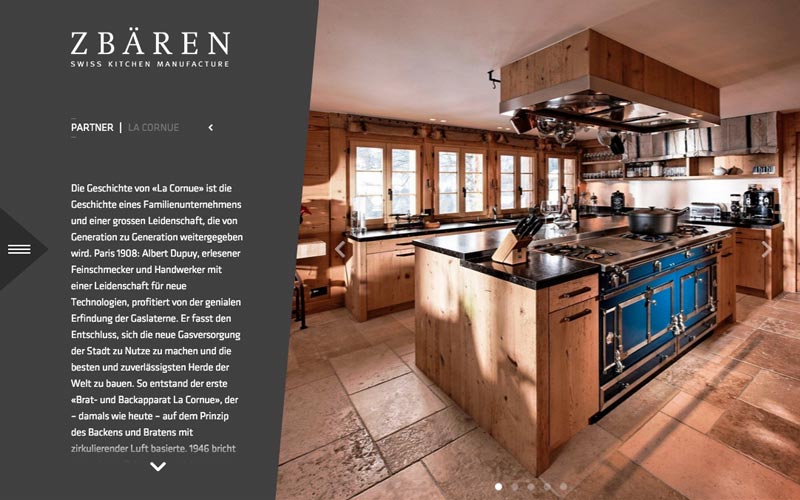 ZBÄREN
SWISS KITCHEN MANUFACTURE
PARTNER | LA CORNUE
Die Geschichte von «La Cornue» ist die
Geschichte eines Familienunternehmens
und einer grossen Leidenschaft, die von
Generation zu Generation weitergegeben
wird. Paris 1908: Albert Dupuy, erlesener
Feinschmecker und Handwerker mit
einer Leidenschaft für neue
Technologien, profitiert von der genialen
Erfindung der Gaslaterne. Er fasst den
Entschluss, sich die neue Gasversorgung
der Stadt zu Nutze zu machen und die
besten und zuverlässigsten Herde der
Welt zu bauen. So entstand der erste
«Brat- und Backapparat La Cornue», der
– damals wie heute – auf dem Prinzip
des Backens und Bratens mit
zirkulierender Luft basierte. 1946 bricht